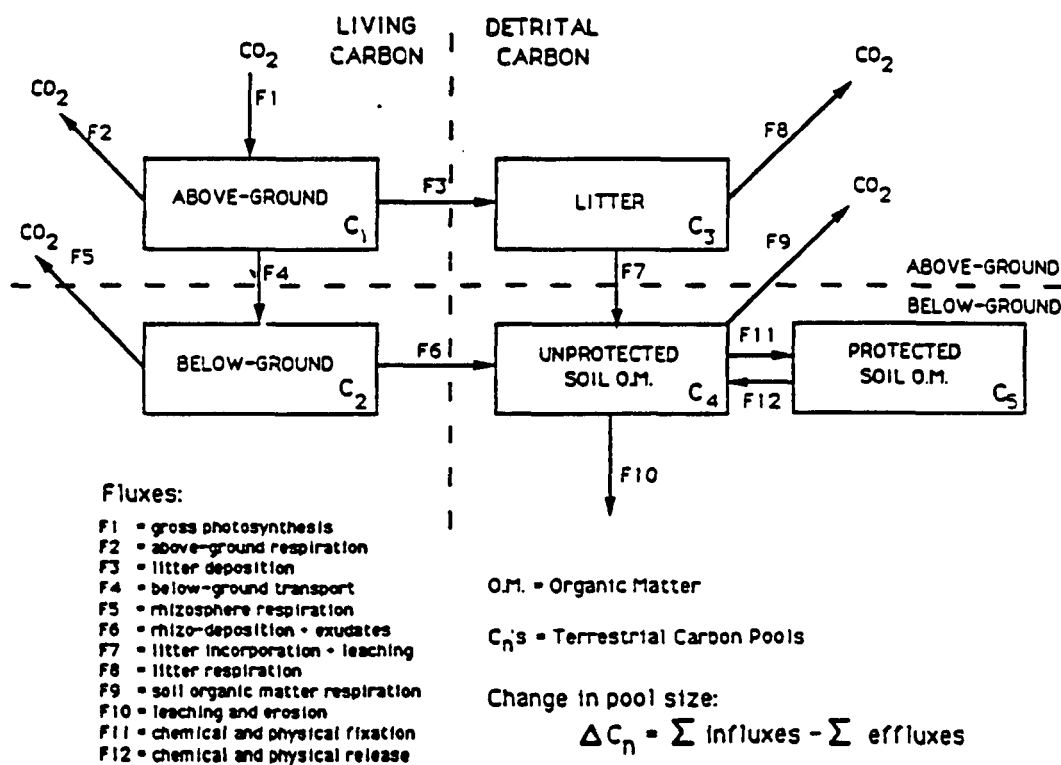 LIVING
CARBON
DETRITAL
CARBON
CO2
F1
CO2
F2
CO2
F8
ABOVE-GROUND
C1
F3
LITTER
C3
CO2
F9
CO2
F5
F4
F7
ABOVE-GROUND
BELOW-GROUND
BELOW-GROUND
C2
F6
UNPROTECTED
SOIL O.M.
C4
F11
F12
PROTECTED
SOIL O.M.
C5
F10
Fluxes:
F1 = gross photosynthesis
F2 = above-ground respiration
F3 = litter deposition
F4 = below-ground transport
F5 = rhizosphere respiration
F6 = rhizo-deposition + exudates
F7 = litter incorporation + leaching
F8 = litter respiration
F9 = soil organic matter respiration
F10 = leaching and erosion
F11 = chemical and physical fixation
F12 = chemical and physical release
O.M. = Organic Matter
Cn's = Terrestrial Carbon Pools
Change in pool size:
ΔCn = Σ influxes - Σ effluxes